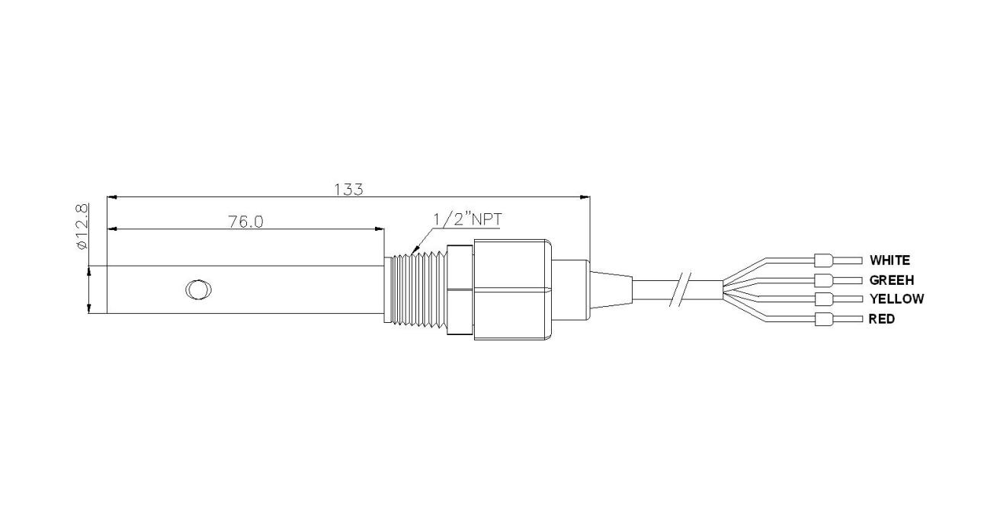 133
ø12.8
76.0
1/2"NPT
WHITE
GREEH
YELLOW
RED